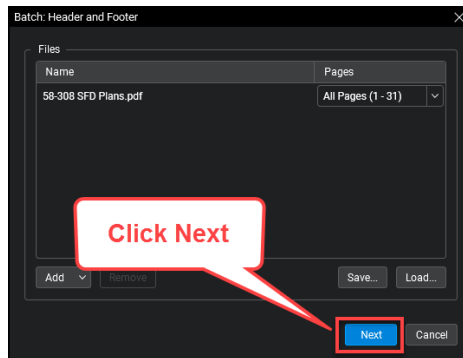 Batch: Header and Footer
Files
Name Pages
58-308 SFD Plans.pdf All Pages (1 - 31)
Click Next
Add Remove Save... Load...
Next Cancel